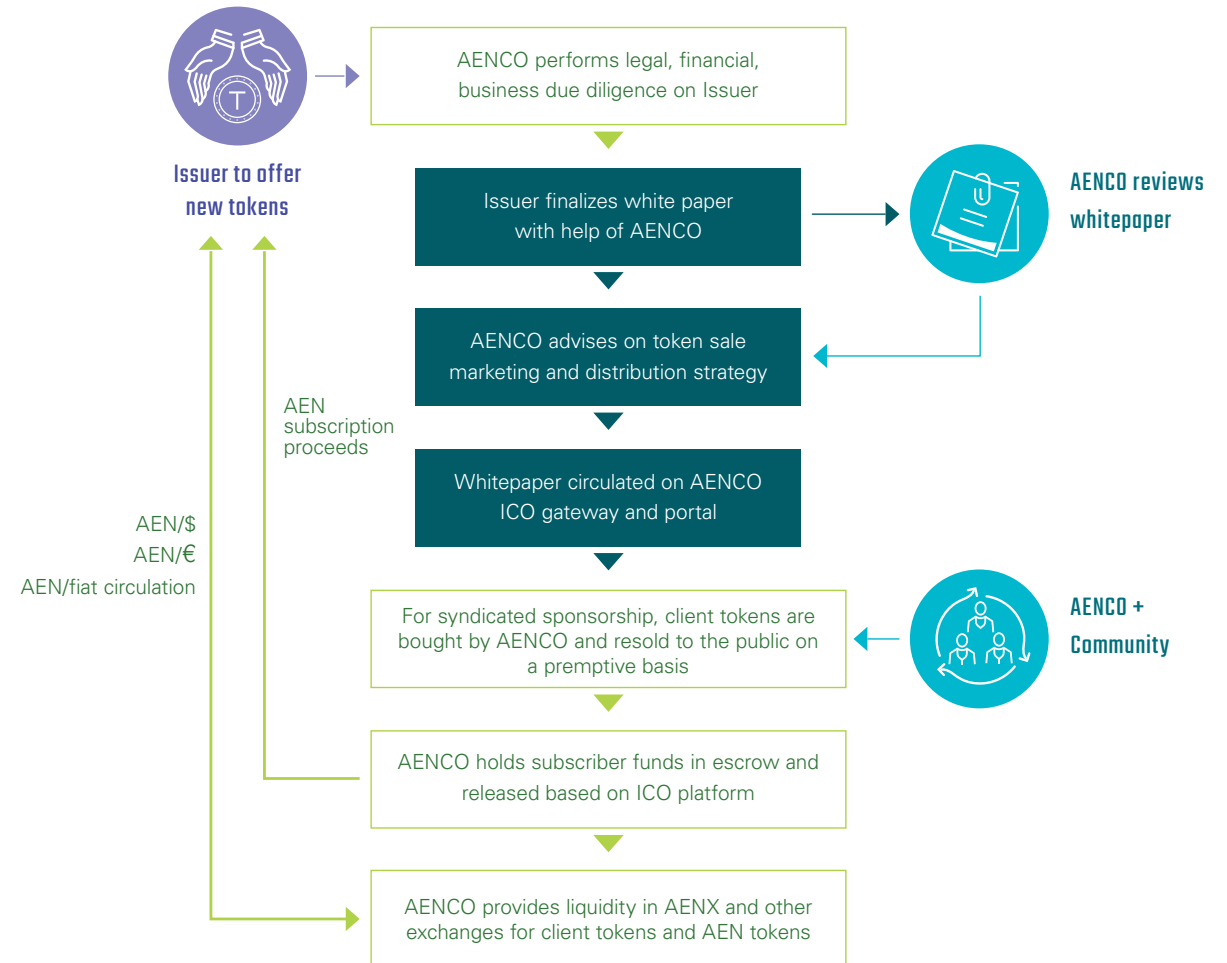 AENCO performs legal, financial,
business due diligence on Issuer
T
Issuer to offer
new tokens
Issuer finalizes white paper
with help of AENCO
AENCO reviews
whitepaper
AENCO advises on token sale
marketing and distribution strategy
AEN
subscription
proceeds
Whitepaper circulated on AENCO
ICO gateway and portal
AEN/$
AEN/€
AEN/fiat circulation
For syndicated sponsorship, client tokens are
bought by AENCO and resold to the public on
a premptive basis
AENCO +
Community
AENCO holds subscriber funds in escrow and
released based on ICO platform
AENCO provides liquidity in AENX and other
exchanges for client tokens and AEN tokens